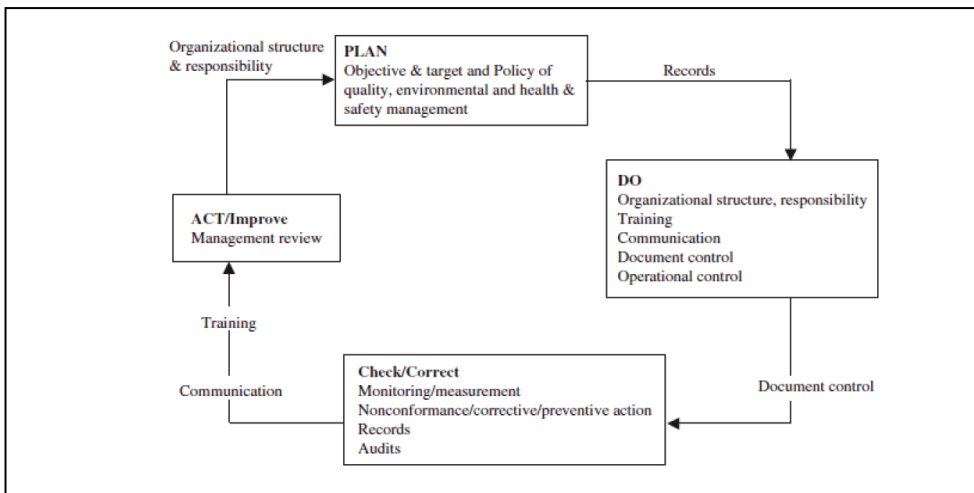 Organizational structure
& responsibility
PLAN
Objective & target and Policy of
quality, environmental and health &
safety management
Records
DO
Organizational structure, responsibility
Training
Communication
Document control
Operational control
ACT/Improve
Management review
Training
Communication
Check/Correct
Monitoring/measurement
Nonconformance/corrective/preventive action
Records
Audits
Document control